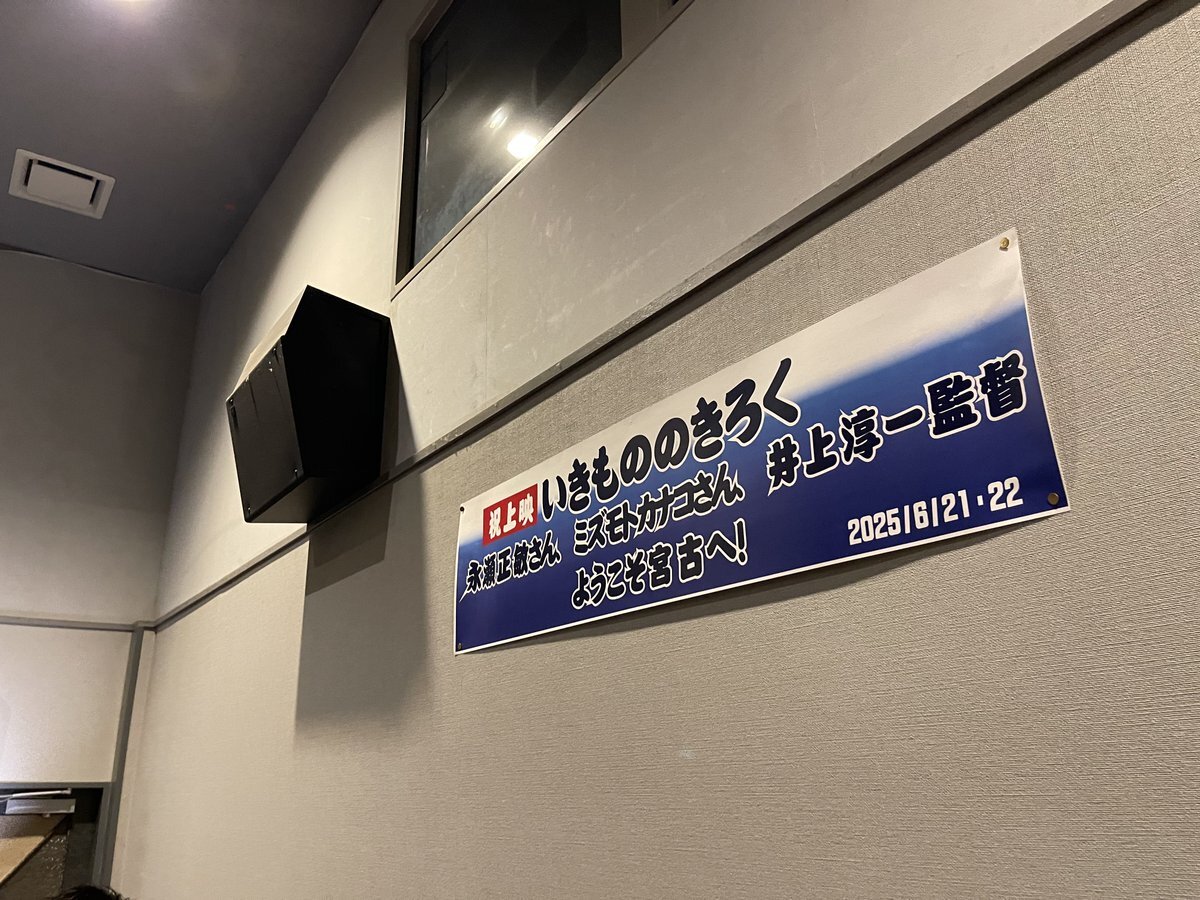 祝上映 いきもののきろく
永瀬正敏さん、ミズモトカナコさん、井上淳一監督
ようこそ宮古へ!
2025/6/21・22